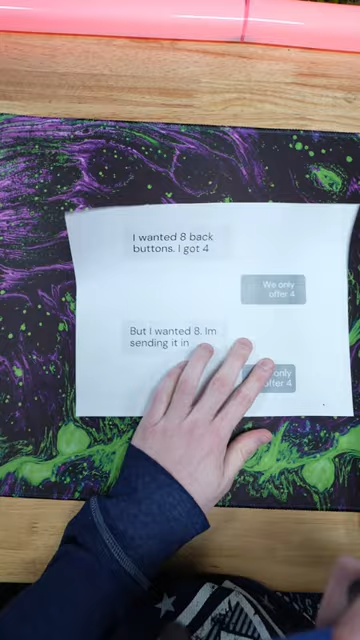 I wanted 8 back
buttons. I got 4
We only
offer 4
But I wanted 8. Im
sending it in
only
offer 4